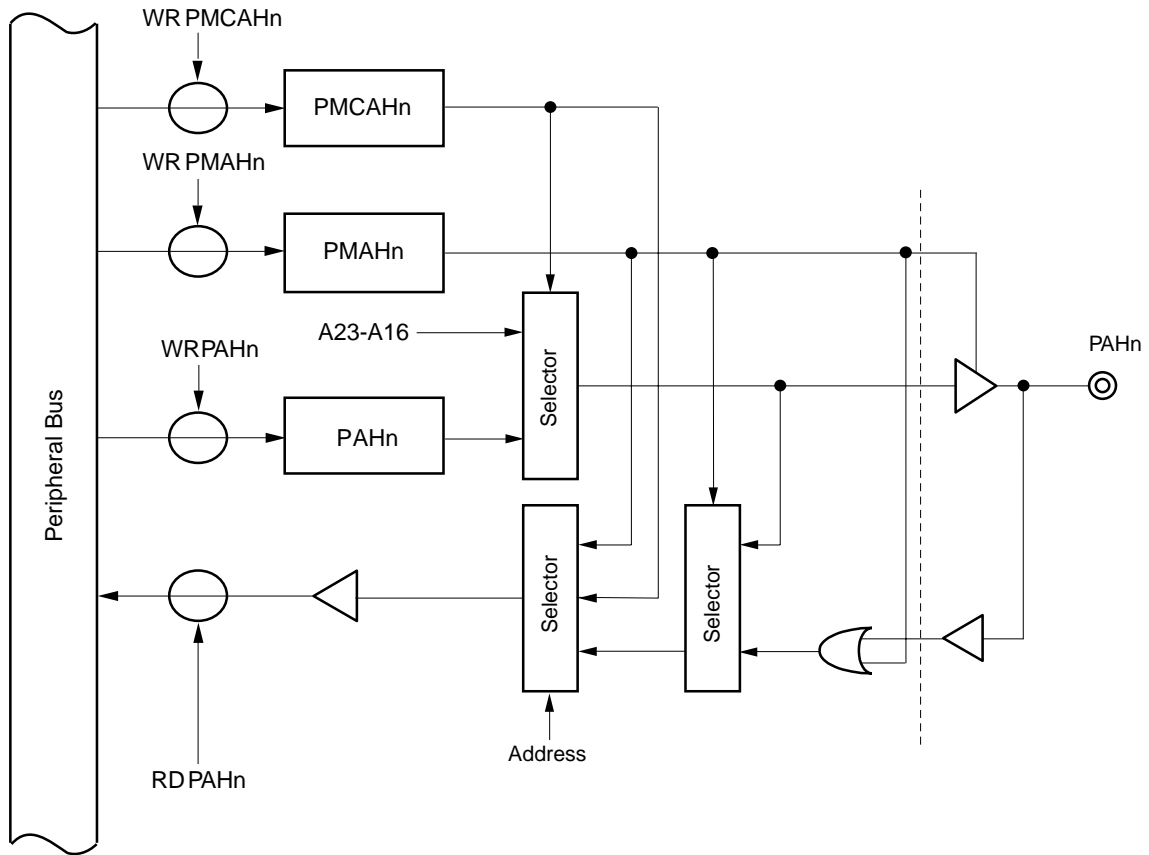 WR PMCAHn
PMCAHn
WR PMAHn
PMAHn
A23-A16
WR PAHn
PAHn
Selector
PAHn
Peripheral Bus
Selector
Selector
Address
RD PAHn